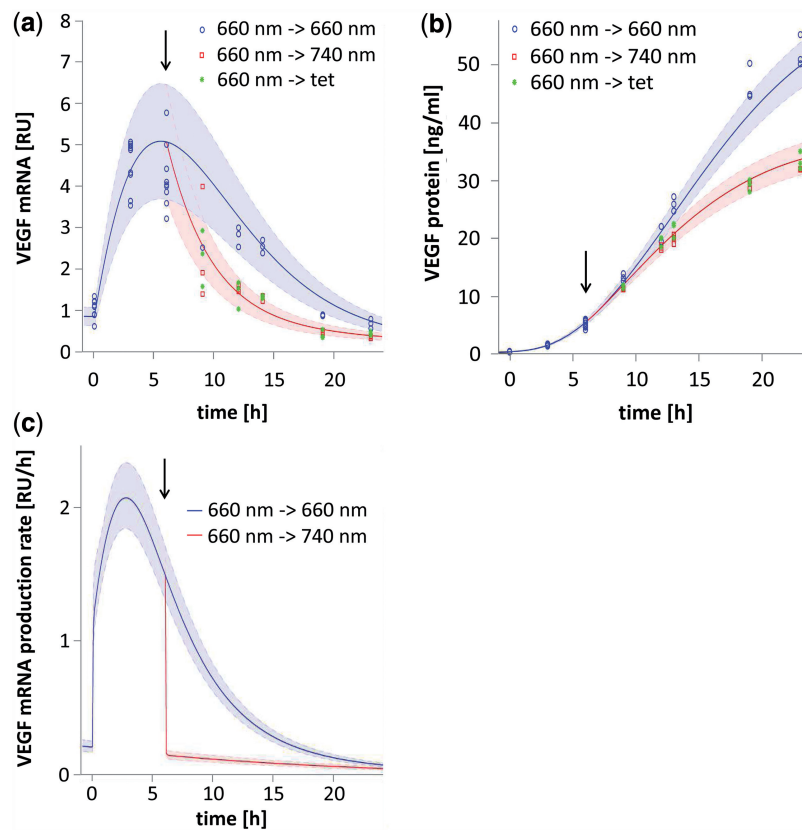 (a)
VEGF mRNA [RU]
8
7
6
5
4
3
2
1
0
660 nm -> 660 nm
660 nm -> 740 nm
660 nm -> tet
0 5 10 15 20
time [h]
(b)
VEGF protein [ng/ml]
50
40
30
20
10
0
660 nm -> 660 nm
660 nm -> 740 nm
660 nm -> tet
0 5 10 15 20
time [h]
(c)
VEGF mRNA production rate [RU/h]
2
1
0
660 nm -> 660 nm
660 nm -> 740 nm
0 5 10 15 20
time [h]